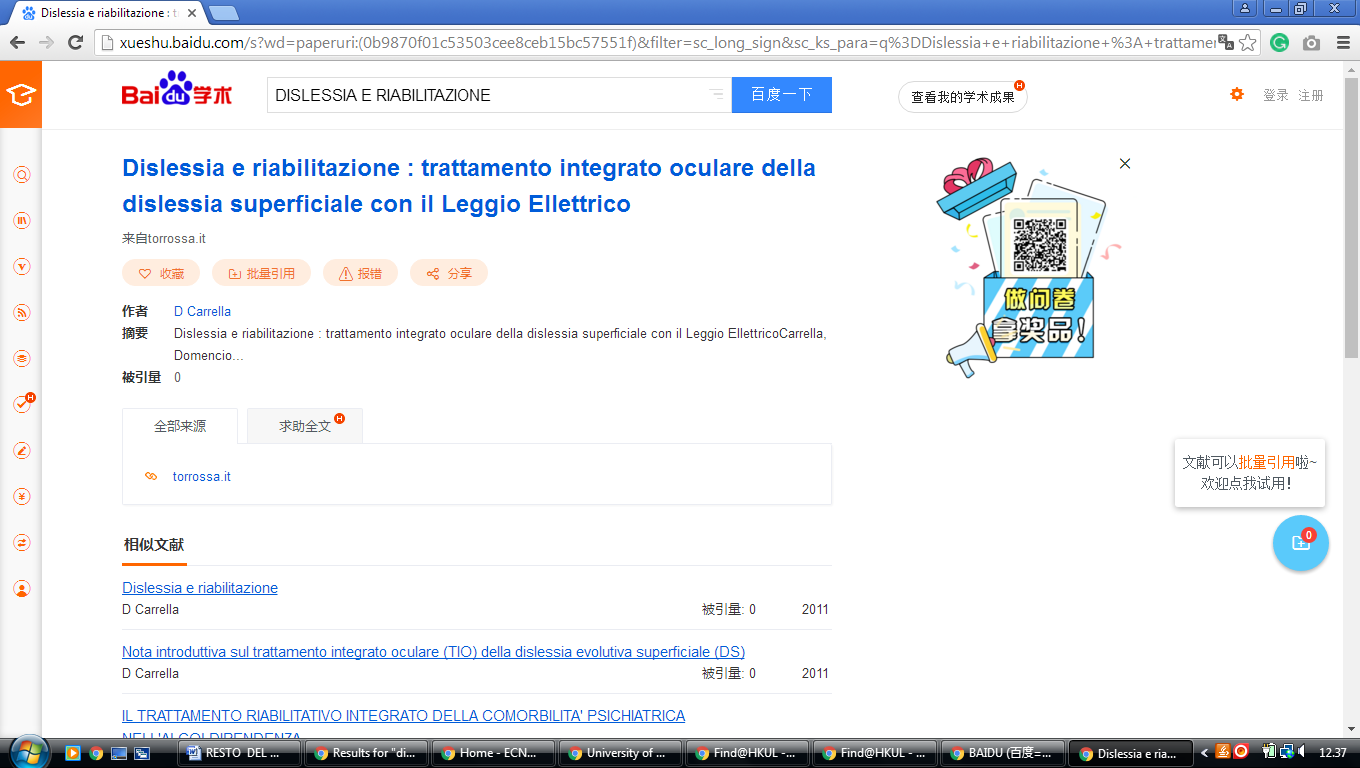 Dislessia e riabilitazione : t
xueshu.baidu.com/s?wd=paperuri:(0b9870f01c53503cee8ceb15bc57551f)&filter=sc_long_sign&sc_ks_para=q%3DDislessia+e+riabilitazione+%3A+trattamen
Bai du 学术
DISLESSIA E RIABILITAZIONE
百度一下
查看我的学术成果
H
登录 注册
Dislessia e riabilitazione : trattamento integrato oculare della
dislessia superficiale con il Leggio Ellettrico
来自torrossa.it
收藏 批量引用 报错 分享
做问卷
拿奖品!
作者 D Carrella
摘要 Dislessia e riabilitazione : trattamento integrato oculare della dislessia superficiale con il Leggio EllettricoCarrella,
Domencio...
被引量 0
全部来源 求助全文 H
torrossa.it
文献可以批量引用啦~
欢迎点我试用!
0
相似文献
Dislessia e riabilitazione
D Carrella 被引量: 0 2011
Nota introduttiva sul trattamento integrato oculare (TIO) della dislessia evolutiva superficiale (DS)
D Carrella 被引量: 0 2011
IL TRATTAMENTO RIABILITATIVO INTEGRATO DELLA COMORBILITA' PSICHIATRICA
NELL'ALCOLDIPENDENZA
RESTO DEL ... Results for "di... Home - ECN... University of ... Find@HKUL -... Find@HKUL - ... BAIDU (百度=... Dislessia e ria... 12.37